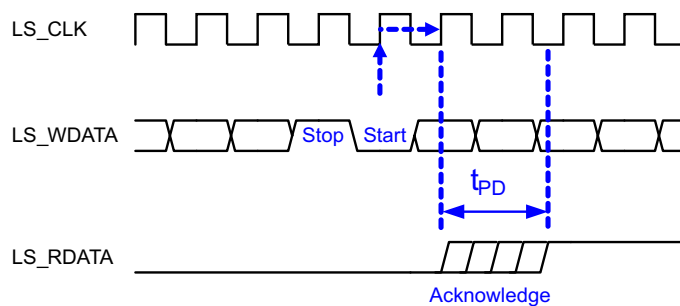 LS_CLK
LS_WDATA
Stop
Start
tPD
LS_RDATA
Acknowledge